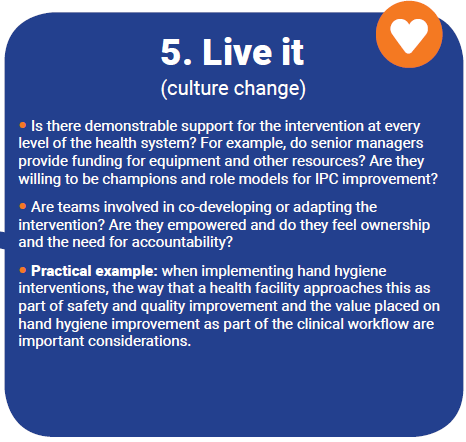 5. Live it
(culture change)
• Is there demonstrable support for the intervention at every
level of the health system? For example, do senior managers
provide funding for equipment and other resources? Are they
willing to be champions and role models for IPC improvement?
• Are teams involved in co-developing or adapting the
intervention? Are they empowered and do they feel ownership
and the need for accountability?
• Practical example: when implementing hand hygiene
interventions, the way that a health facility approaches this as
part of safety and quality improvement and the value placed on
hand hygiene improvement as part of the clinical workflow are
important considerations.